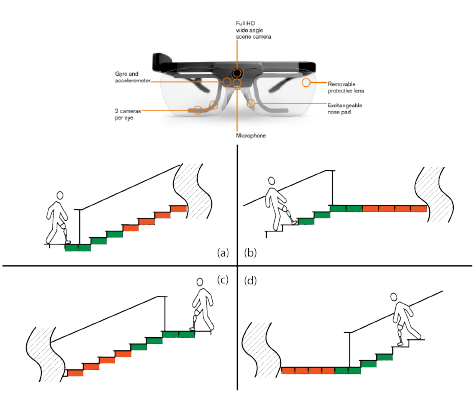 Full HD
wide angle
scene camera
Gyro and
accelerometer
Removable
protective lens
2 cameras
per eye
Exchangeable
nose pad
Microphone
(a)
(b)
(c)
(d)